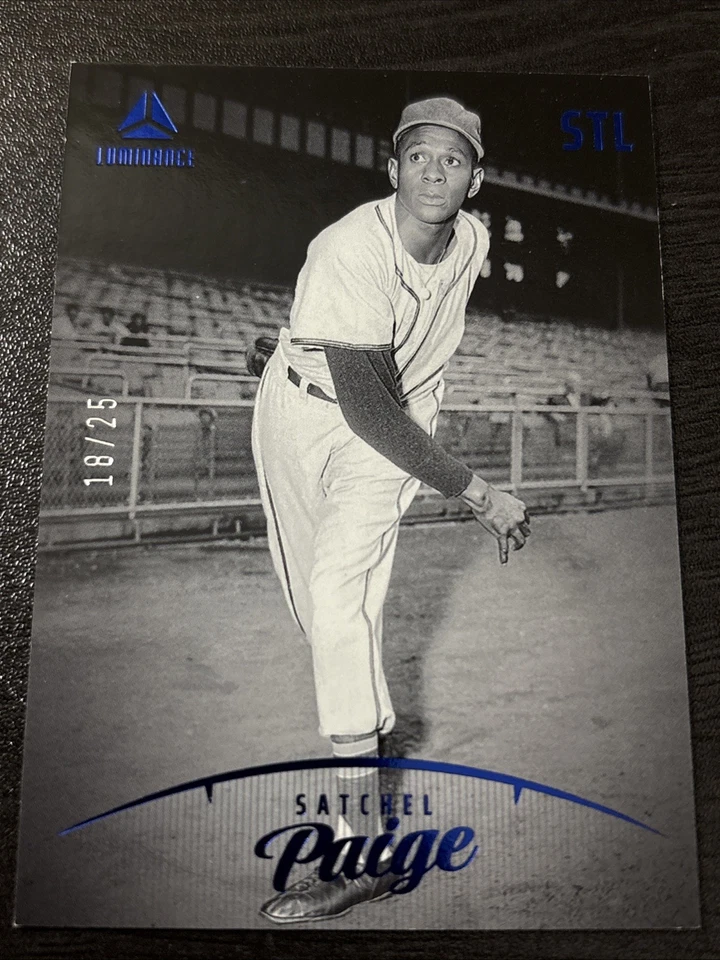 LUMINANCE
STL
18/25
SATCHEL
Paige